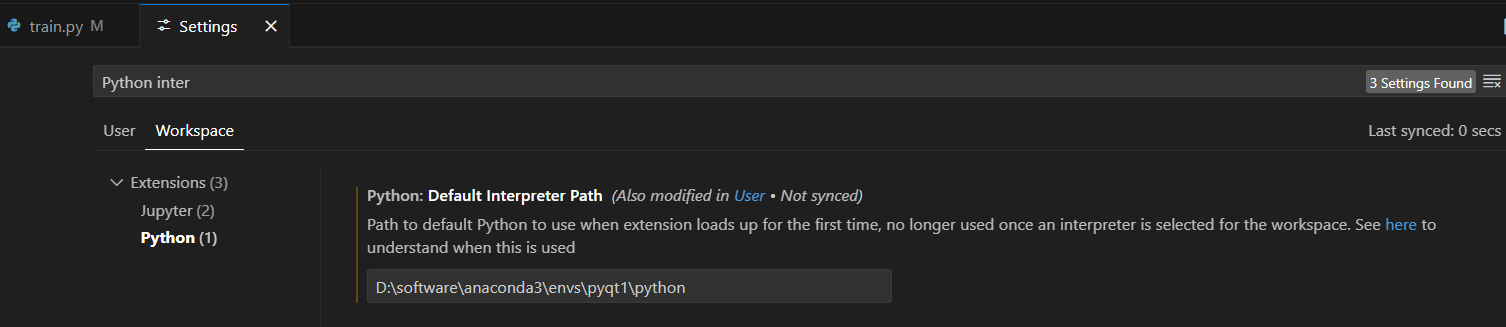 train.py M
Settings
Python inter
3 Settings Found
User Workspace
Last synced: 0 secs
Extensions (3)
Jupyter (2)
Python (1)
Python: Default Interpreter Path (Also modified in User • Not synced)
Path to default Python to use when extension loads up for the first time, no longer used once an interpreter is selected for the workspace. See here to
understand when this is used
D:\software\anaconda3\envs\pyqt1\python